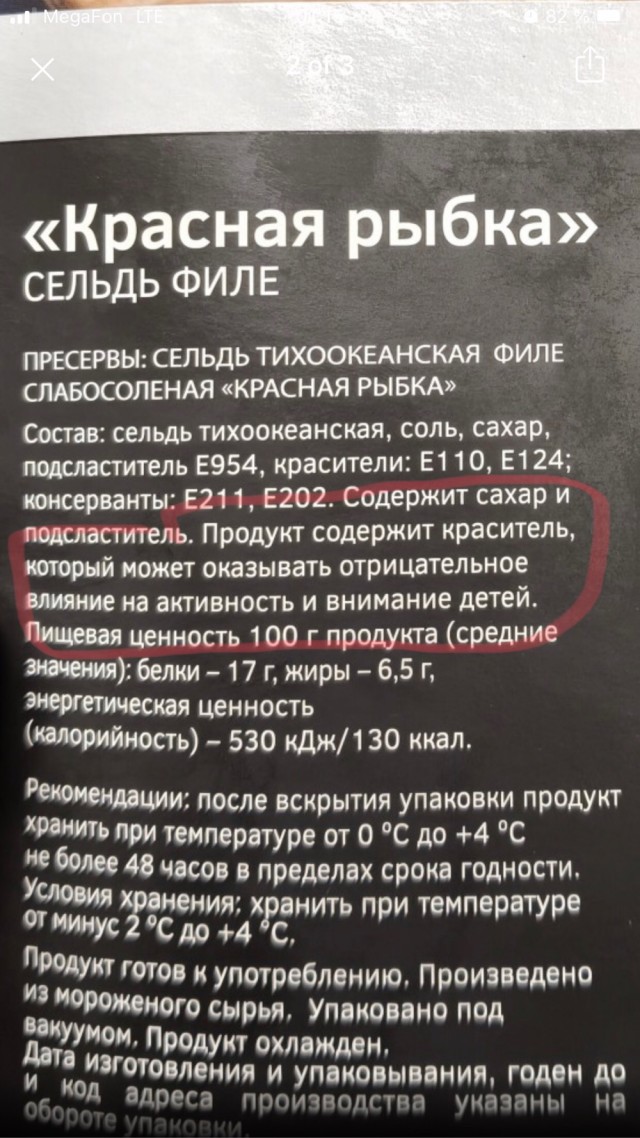 MegaFon LTE 82 %
2 of 3
«Красная рыбка»
СЕЛЬДЬ ФИЛЕ
ПРЕСЕРВЫ: СЕЛЬДЬ ТИХООКЕАНСКАЯ ФИЛЕ
СЛАБОСОЛЕНАЯ «КРАСНАЯ РЫБКА»
Состав: сельдь тихоокеанская, соль, сахар,
подсластитель Е954, красители: Е110, Е124;
консерванты: Е211, Е202. Содержит сахар и
подсластитель. Продукт содержит краситель,
который может оказывать отрицательное
влияние на активность и внимание детей.
Пищевая ценность 100 г продукта (средние
значения): белки – 17 г, жиры – 6,5 г,
энергетическая ценность
(калорийность) – 530 кДж/130 ккал.
Рекомендации: после вскрытия упаковки продукт
хранить при температуре от 0 °С до +4 °С
не более 48 часов в пределах срока годности.
Условия хранения: хранить при температуре
от минус 2 °С до +4 °С.
Продукт готов к употреблению. Произведено
из мороженого сырья. Упаковано под
вакуумом. Продукт охлажден.
Дата изготовления и упаковывания, годен до
и код адреса производства указаны на
обороте упаковки.